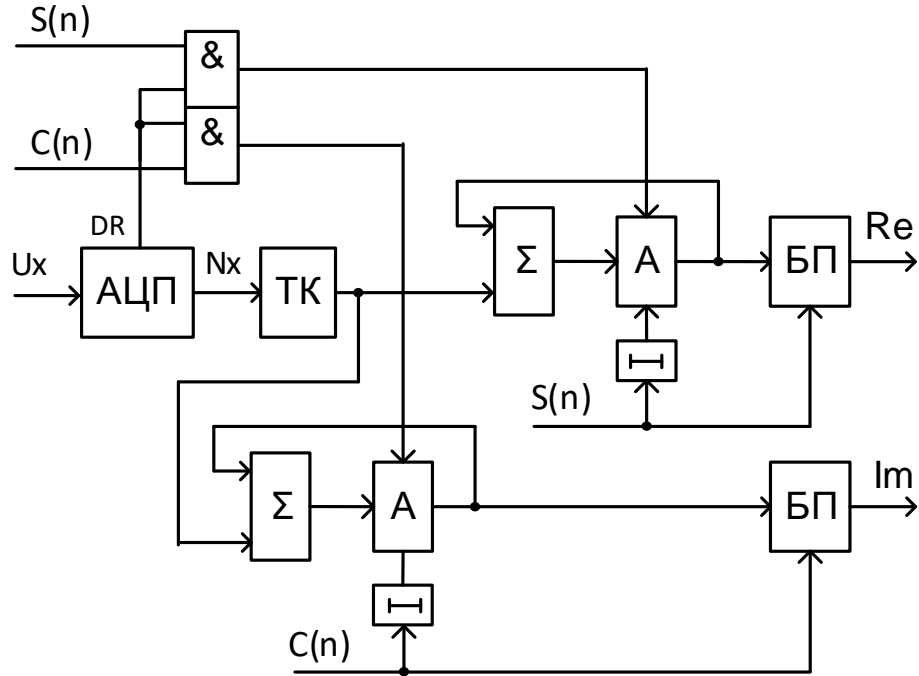 S(n)
&
C(n)
&
DR
Ux
АЦП
Nx
ТК
Σ
А
БП
Re
S(n)
Σ
А
БП
Im
C(n)